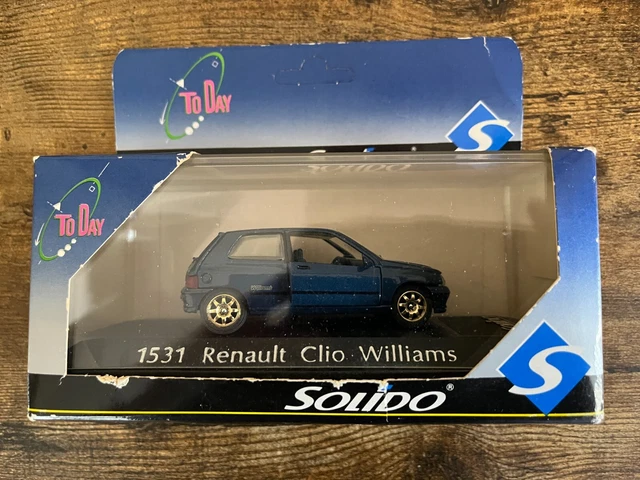 TO DAY
S
SOLIDO
TO DAY
1531 Renault Clio Williams
S
SOLIDO®